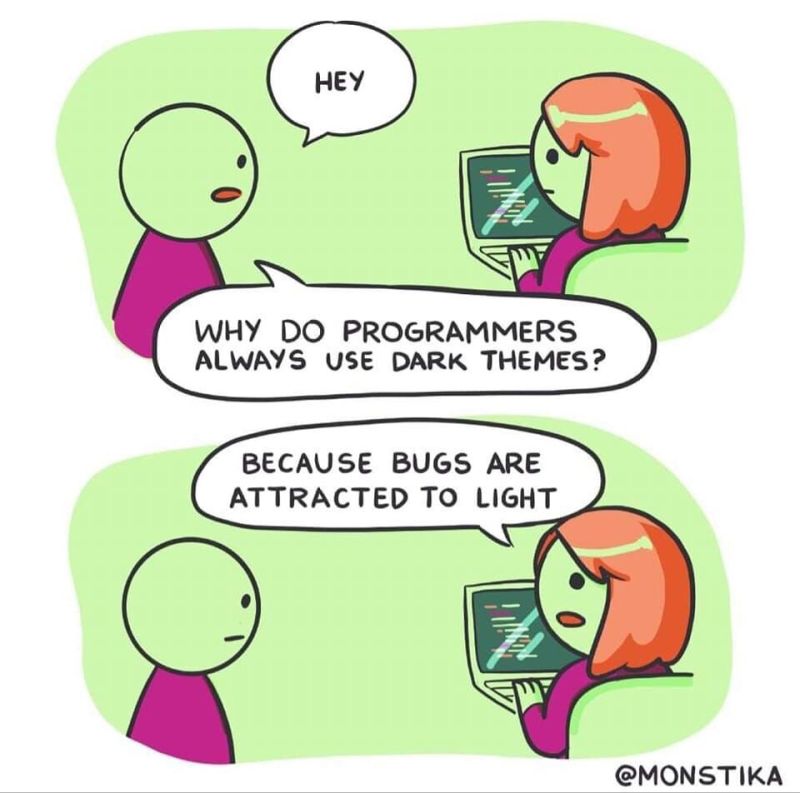 HEY
WHY DO PROGRAMMERS
ALWAYS USE DARK THEMES?
BECAUSE BUGS ARE
ATTRACTED TO LIGHT
@MONSTIKA